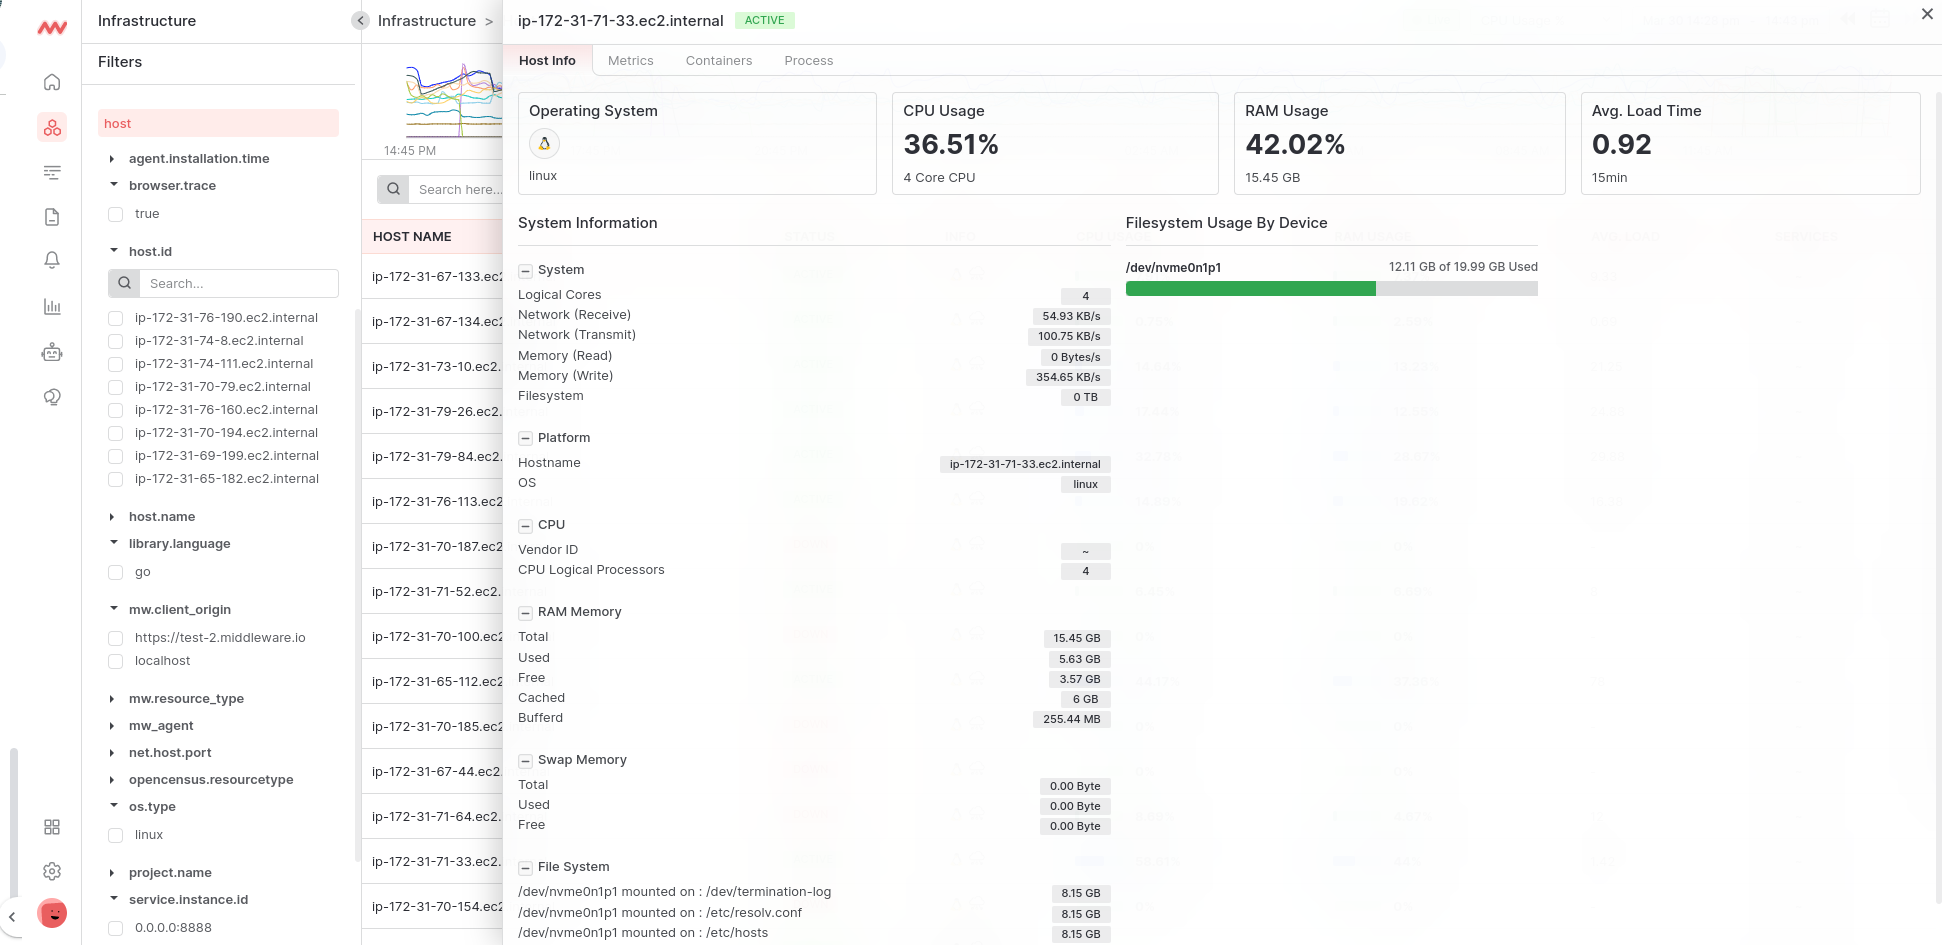 Infrastructure
Filters
host
agent.installation.time
browser.trace
true
host.id
Search...
ip-172-31-76-190.ec2.internal
ip-172-31-74-8.ec2.internal
ip-172-31-74-111.ec2.internal
ip-172-31-70-79.ec2.internal
ip-172-31-76-160.ec2.internal
ip-172-31-70-194.ec2.internal
ip-172-31-69-199.ec2.internal
ip-172-31-65-182.ec2.internal
host.name
library.language
go
mw.client_origin
https://test-2.middleware.io
localhost
mw.resource_type
mw_agent
net.host.port
opencensus.resourcetype
os.type
linux
project.name
service.instance.id
0.0.0.0:8888
Infrastructure >
14:45 PM
Search here...
HOST NAME
ip-172-31-67-133.ec2
ip-172-31-67-134.ec2
ip-172-31-73-10.ec2.
ip-172-31-79-26.ec2.
ip-172-31-79-84.ec2.
ip-172-31-76-113.ec2
ip-172-31-70-187.ec2
ip-172-31-71-52.ec2.
ip-172-31-70-100.ec2
ip-172-31-65-112.ec2
ip-172-31-70-185.ec2
ip-172-31-67-44.ec2.
ip-172-31-71-64.ec2.
ip-172-31-71-33.ec2.
ip-172-31-70-154.ec2
ip-172-31-71-33.ec2.internal ACTIVE
Host Info Metrics Containers Process
Operating System
linux
CPU Usage
36.51%
4 Core CPU
RAM Usage
42.02%
15.45 GB
Avg. Load Time
0.92
15min
System Information
System
Logical Cores 4
Network (Receive) 54.93 KB/s
Network (Transmit) 100.75 KB/s
Memory (Read) 0 Bytes/s
Memory (Write) 354.65 KB/s
Filesystem 0 TB
Platform
Hostname ip-172-31-71-33.ec2.internal
OS linux
CPU
Vendor ID ~
CPU Logical Processors 4
RAM Memory
Total 15.45 GB
Used 5.63 GB
Free 3.57 GB
Cached 6 GB
Bufferd 255.44 MB
Swap Memory
Total 0.00 Byte
Used 0.00 Byte
Free 0.00 Byte
File System
/dev/nvme0n1p1 mounted on : /dev/termination-log 8.15 GB
/dev/nvme0n1p1 mounted on : /etc/resolv.conf 8.15 GB
/dev/nvme0n1p1 mounted on : /etc/hosts 8.15 GB
Filesystem Usage By Device
/dev/nvme0n1p1 12.11 GB of 19.99 GB Used